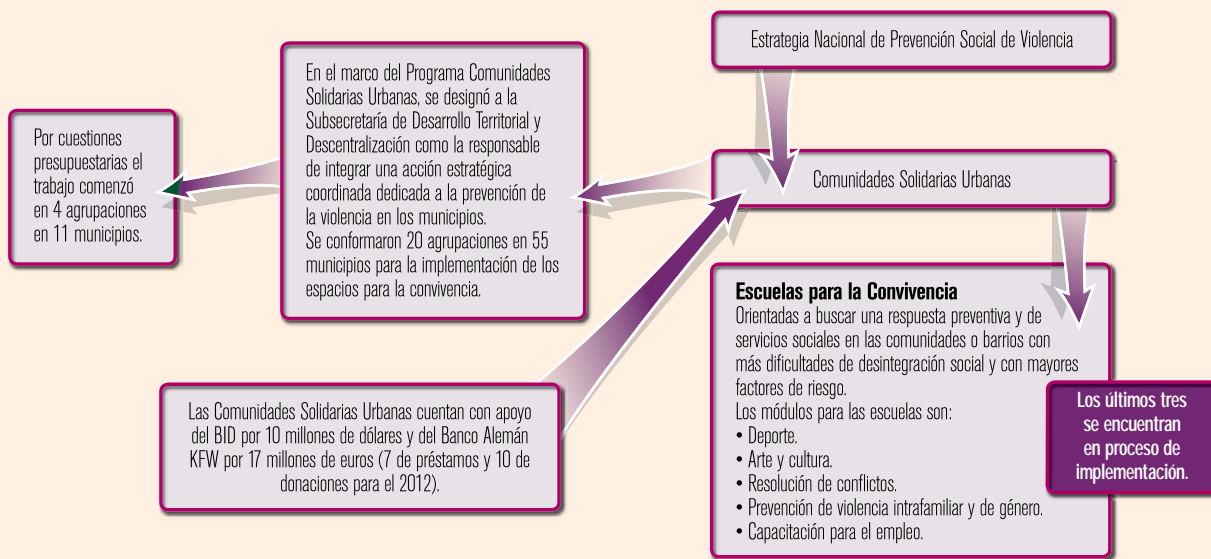 Estrategia Nacional de Prevención Social de Violencia
Comunidades Solidarias Urbanas
En el marco del Programa Comunidades
Solidarias Urbanas, se designó a la
Subsecretaría de Desarrollo Territorial y
Descentralización como la responsable
de integrar una acción estratégica
coordinada dedicada a la prevención de
la violencia en los municipios.
Se conformaron 20 agrupaciones en 55
municipios para la implementación de los
espacios para la convivencia.
Por cuestiones
presupuestarias el
trabajo comenzó
en 4 agrupaciones
en 11 municipios.
Las Comunidades Solidarias Urbanas cuentan con apoyo
del BID por 10 millones de dólares y del Banco Alemán
KFW por 17 millones de euros (7 de préstamos y 10 de
donaciones para el 2012).
Escuelas para la Convivencia
Orientadas a buscar una respuesta preventiva y de
servicios sociales en las comunidades o barrios con
más dificultades de desintegración social y con mayores
factores de riesgo.
Los módulos para las escuelas son:
• Deporte.
• Arte y cultura.
• Resolución de conflictos.
• Prevención de violencia intrafamiliar y de género.
• Capacitación para el empleo.
Los últimos tres
se encuentran
en proceso de
implementación.